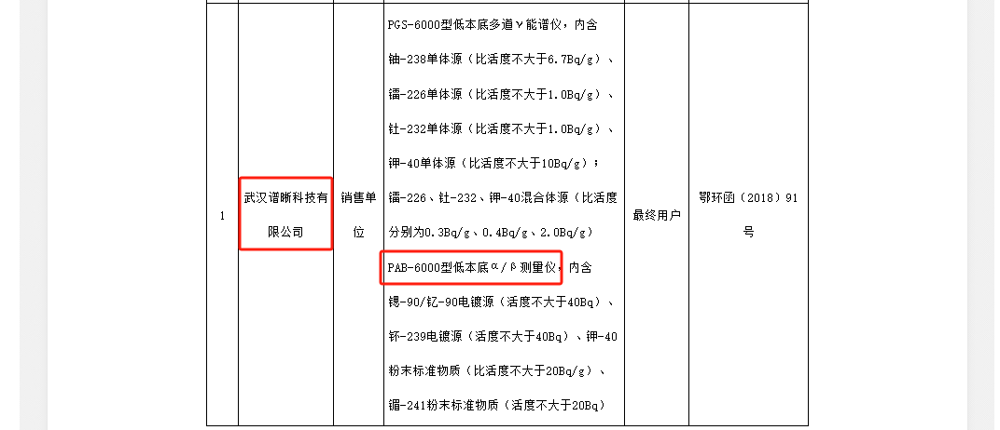 1
武汉谱晰科技有
限公司
销售单
位
PGS-6000型低本底多道γ能谱仪，内含
铀-238单体源（比活度不大于6.7Bq/g）、
镭-226单体源（比活度不大于1.0Bq/g）、
钍-232单体源（比活度不大于1.0Bq/g）、
钾-40单体源（比活度不大于10Bq/g）；
镭-226、钍-232、钾-40混合体源（比活度
分别为0.3Bq/g、0.4Bq/g、2.0Bq/g）
PAB-6000型低本底α/β测量仪，内含
锶-90/钇-90电镀源（活度不大于40Bq）、
钚-239电镀源（活度不大于40Bq）、钾-40
粉末标准物质（比活度不大于20Bq/g）、
镅-241粉末标准物质（活度不大于20Bq）
最终用户
鄂环函（2018）91
号